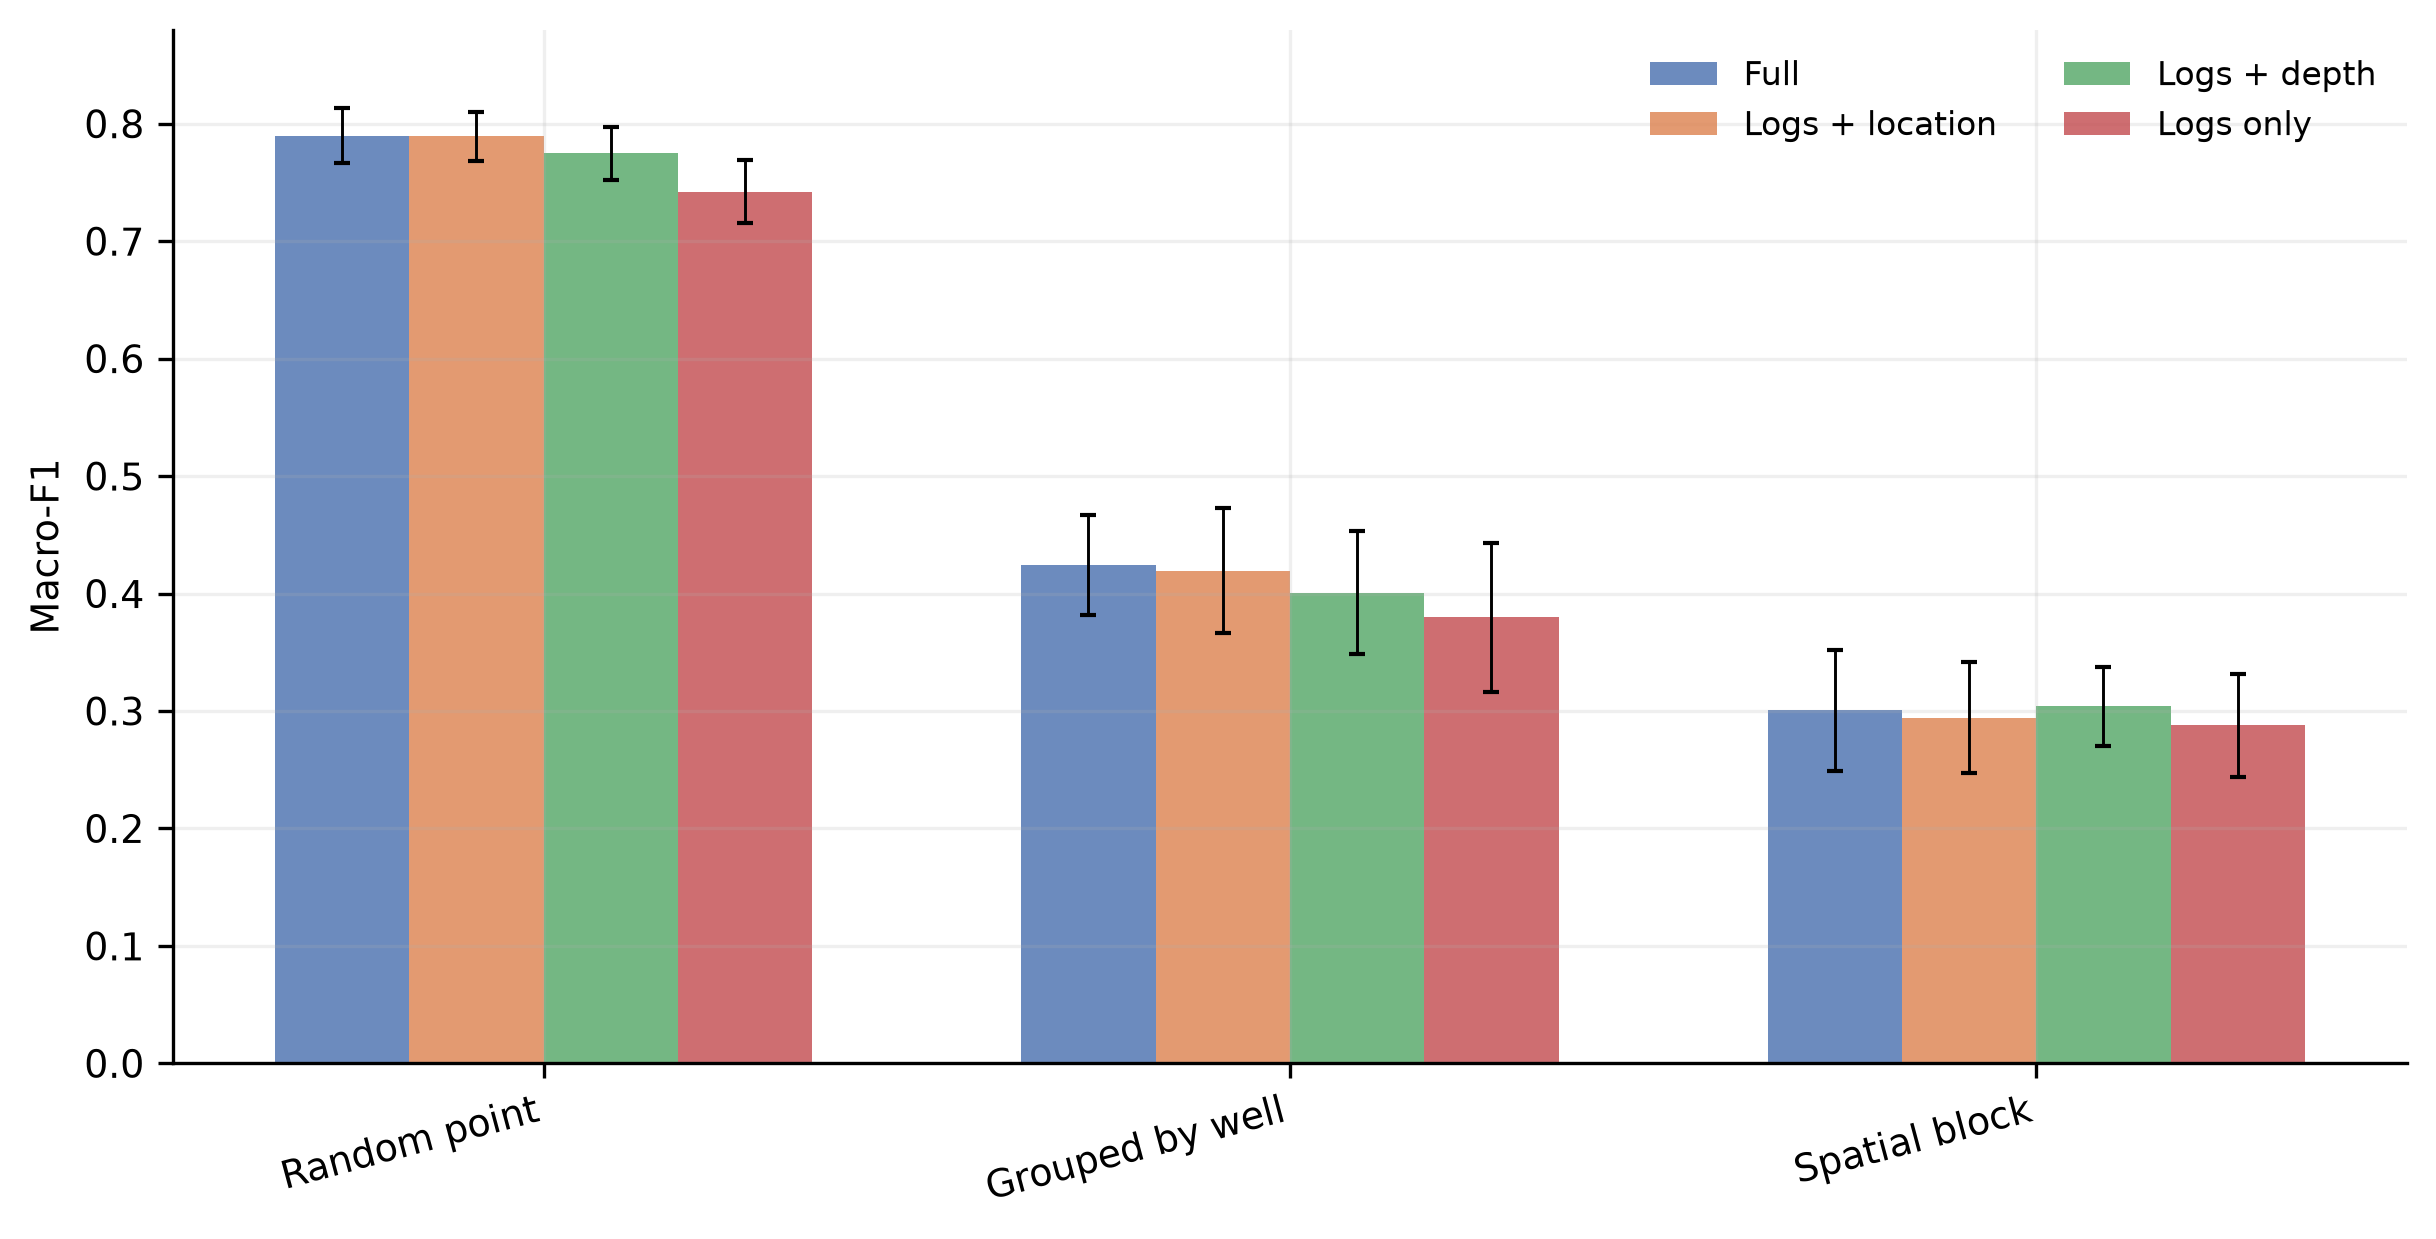 Full
Logs + location
Logs + depth
Logs only
Macro-F1
0.8
0.7
0.6
0.5
0.4
0.3
0.2
0.1
0.0
Random point
Grouped by well
Spatial block